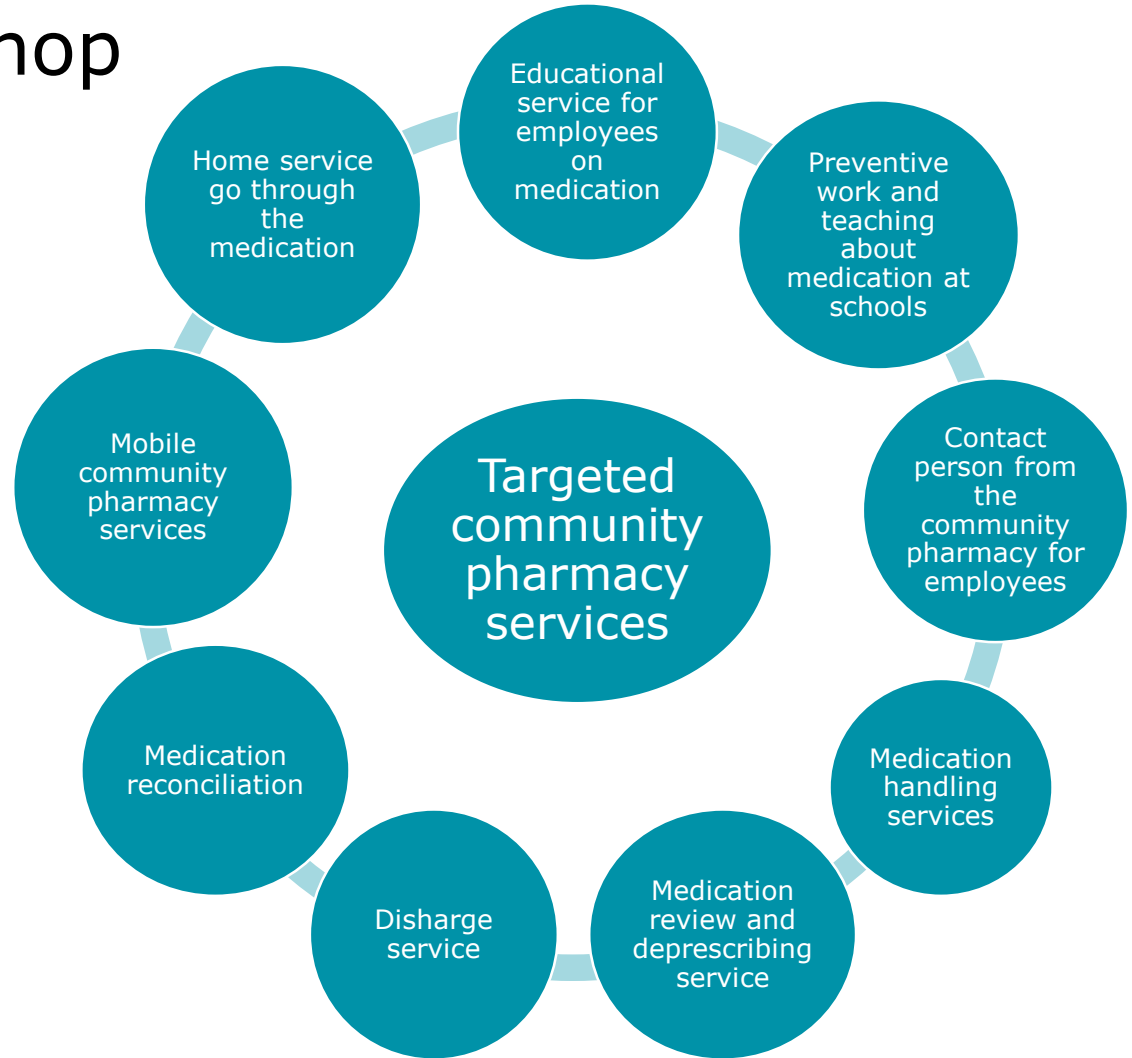 hop
Educational
service for
employees
on
medication
Preventive
work and
teaching
about
medication at
schools
Contact
person from
the
community
pharmacy for
employees
Medication
handling
services
Medication
review and
deprescribing
service
Disharge
service
Medication
reconciliation
Mobile
community
pharmacy
services
Home service
go through
the
medication
Targeted
community
pharmacy
services